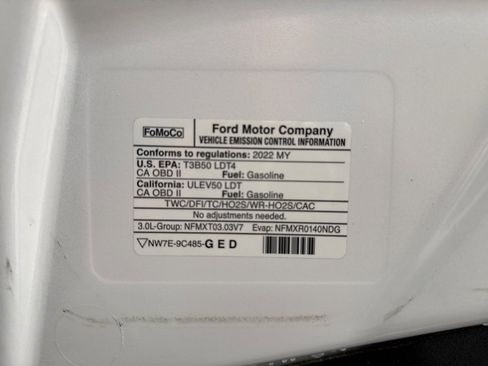 FoMoCo
Ford Motor Company
VEHICLE EMISSION CONTROL INFORMATION
Conforms to regulations: 2022 MY
U.S. EPA: T3B50 LDT4
CA OBD II Fuel: Gasoline
California: ULEV50 LDT
CA OBD II Fuel: Gasoline
TWC/DFI/TC/HO2S/WR-HO2S/CAC
No adjustments needed.
3.0L-Group: NFMXT03.03V7 Evap: NFMXR0140NDG
NW7E-9C485-GED